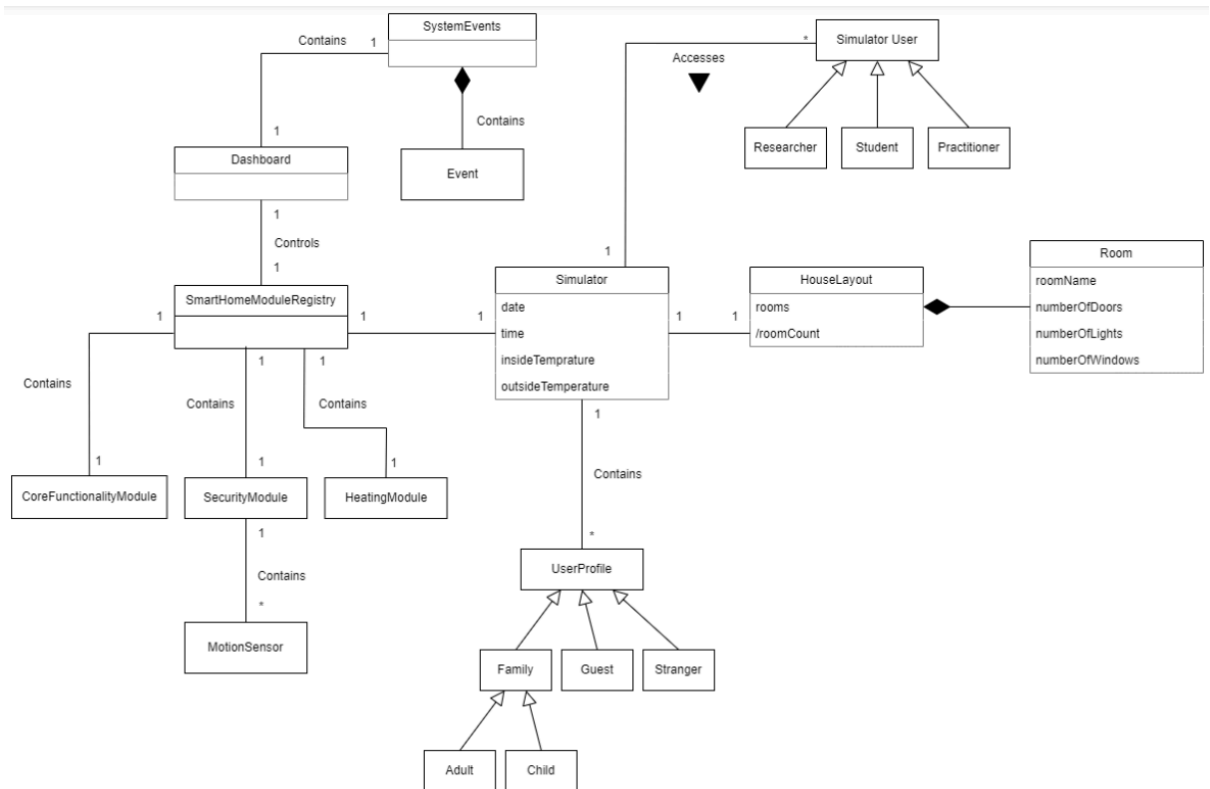 SystemEvents
Contains
1
Simulator User
*
Accesses
Contains
1
Researcher
Student
Practitioner
Dashboard
Event
1
Controls
1
1
Room
Simulator
HouseLayout
roomName
SmartHomeModuleRegistry
date
rooms
numberOfDoors
1
1
1
time
1
1
/roomCount
numberOfLights
1
1
insideTemprature
numberOfWindows
Contains
Contains
Contains
outsideTemperature
1
1
1
1
Contains
CoreFunctionalityModule
SecurityModule
HeatingModule
1
*
Contains
UserProfile
*
MotionSensor
Family
Guest
Stranger
Adult
Child